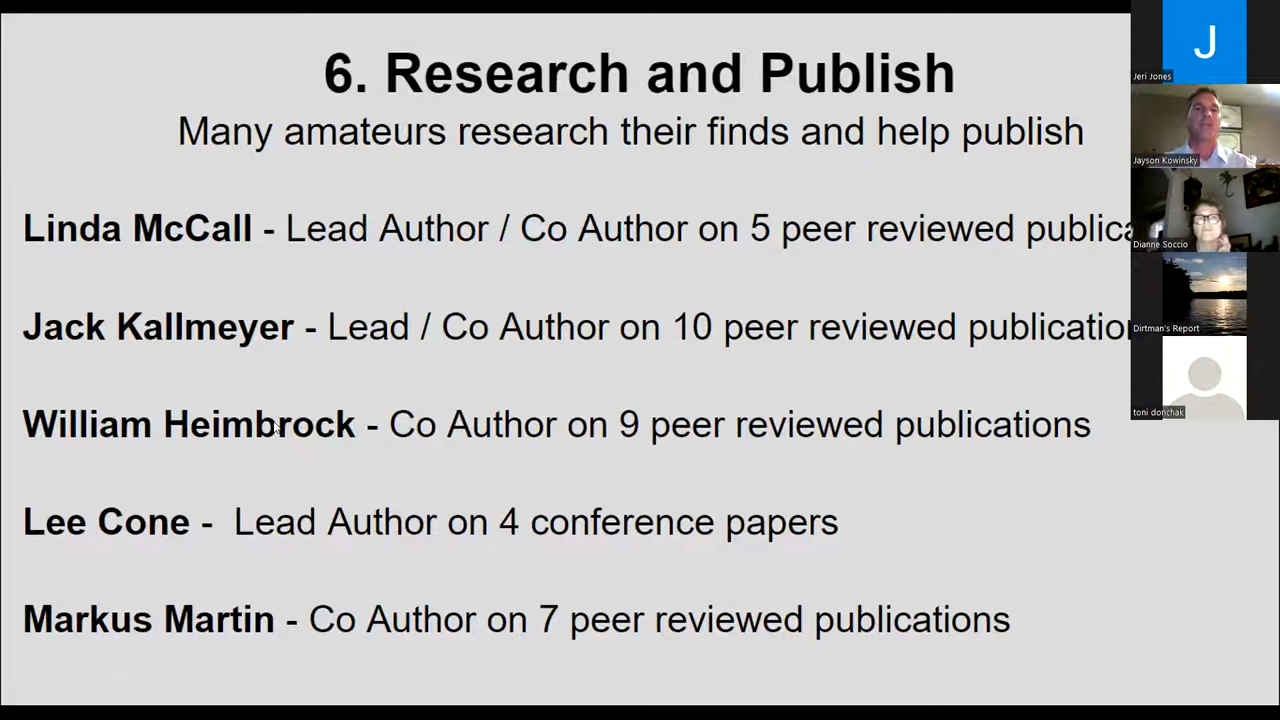 6. Research and Publish
Many amateurs research their finds and help publish
Linda McCall - Lead Author / Co Author on 5 peer reviewed
Jack Kallmeyer - Lead / Co Author on 10 peer reviewed
William Heimbrock - Co Author on 9 peer reviewed publications
Lee Cone - Lead Author on 4 conference papers
Markus Martin - Co Author on 7 peer reviewed publications
J
Jeri Jones
Jayson Kowinsky
Dianne Soccio
Dirtman's Report
toni donchak